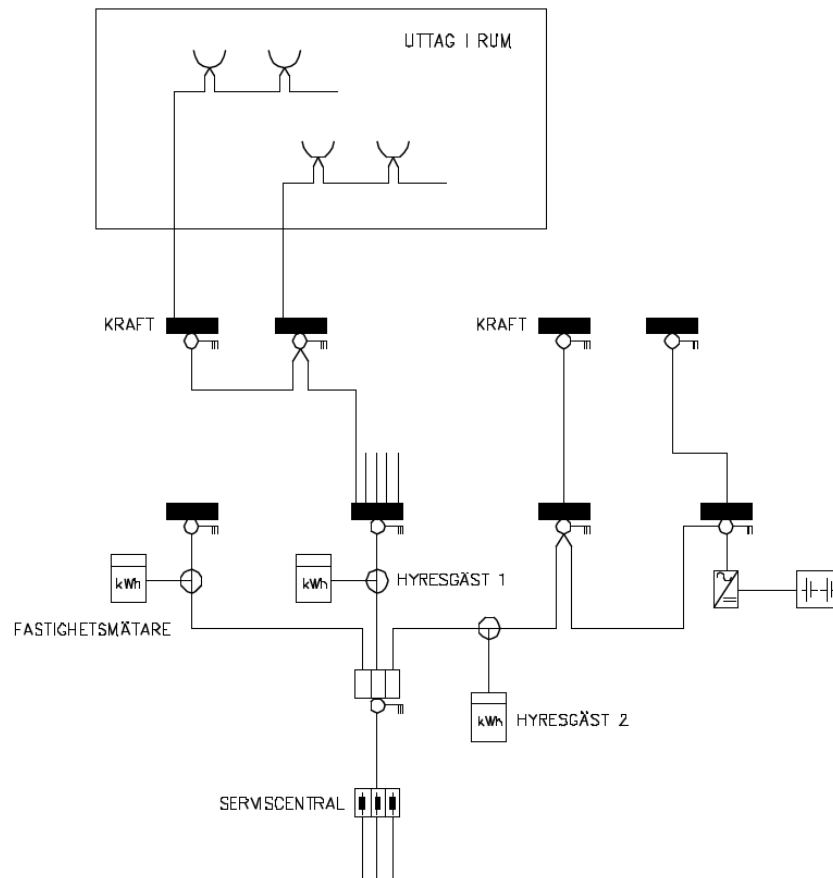 UTTAG I RUM
KRAFT
KRAFT
kWh
kWh
HYRESGÄST 1
FASTIGHETSMÄTARE
kWh
HYRESGÄST 2
SERVISCENTRAL